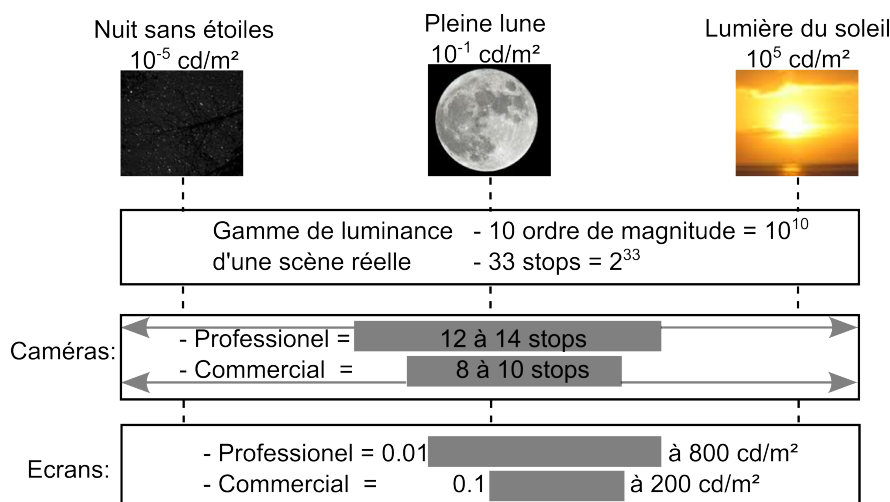 Nuit sans étoiles
10⁻⁵ cd/m²
Pleine lune
10⁻¹ cd/m²
Lumière du soleil
10⁵ cd/m²
Gamme de luminance - 10 ordre de magnitude = 10¹⁰
d'une scène réelle - 33 stops = 2³³
Caméras:
- Professionel = 12 à 14 stops
- Commercial = 8 à 10 stops
Ecrans:
- Professionel = 0.01 à 800 cd/m²
- Commercial = 0.1 à 200 cd/m²